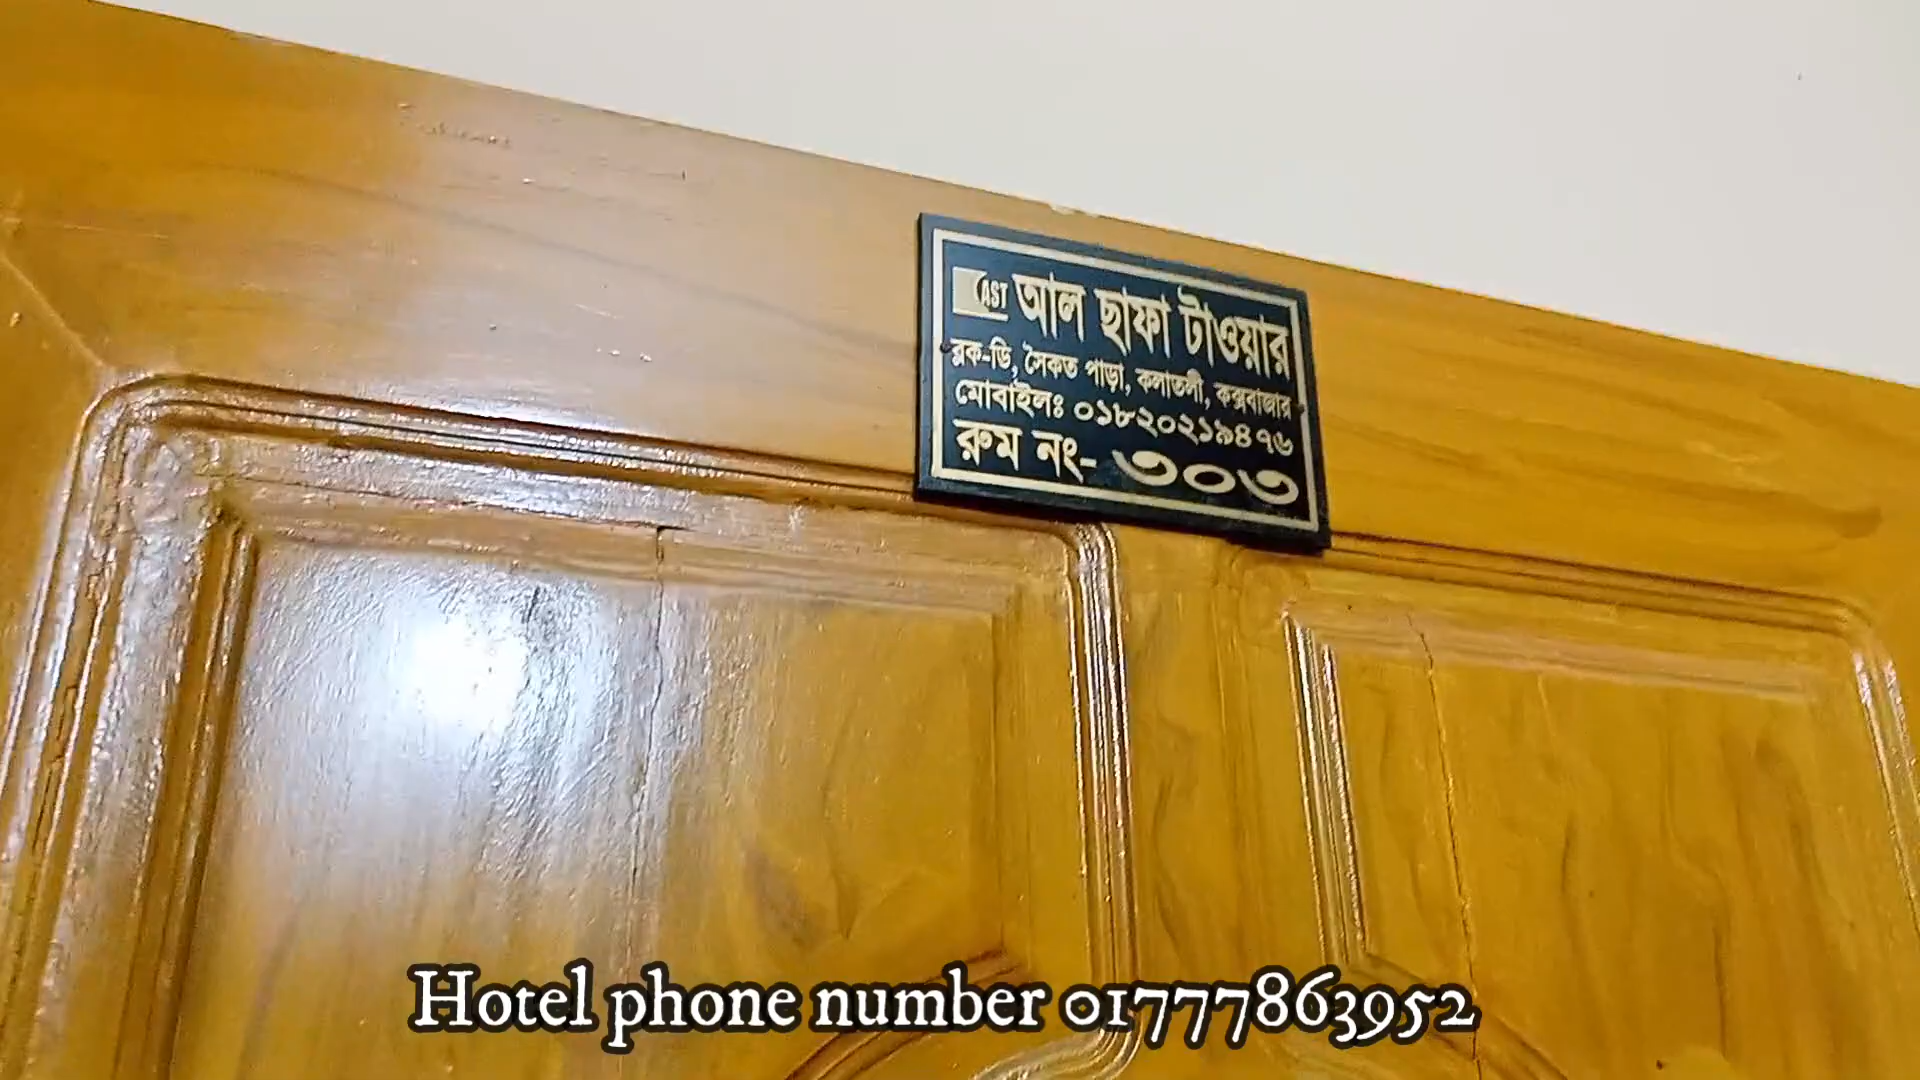 AST আল ছাফা টাওয়ার
ব্লক-ডি, সৈকত পাড়া, কলাতলী, কক্সবাজার
মোবাইলঃ ০১৮২০২১৯৪৭৬
রুম নং- ৩০৩
Hotel phone number 01777863952